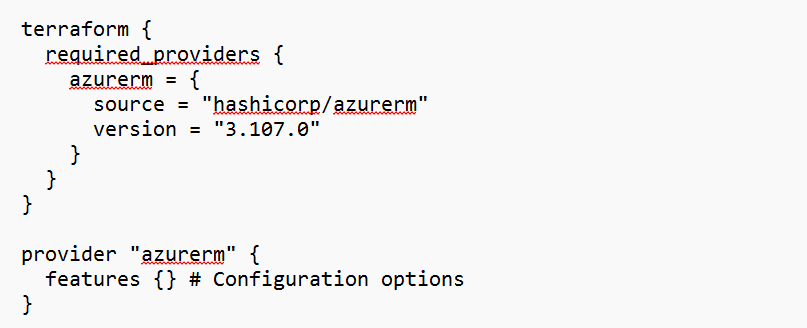 terraform {
  required_providers {
    azurerm = {
      source = "hashicorp/azurerm"
      version = "3.107.0"
    }
  }
}

provider "azurerm" {
  features {} # Configuration options
}